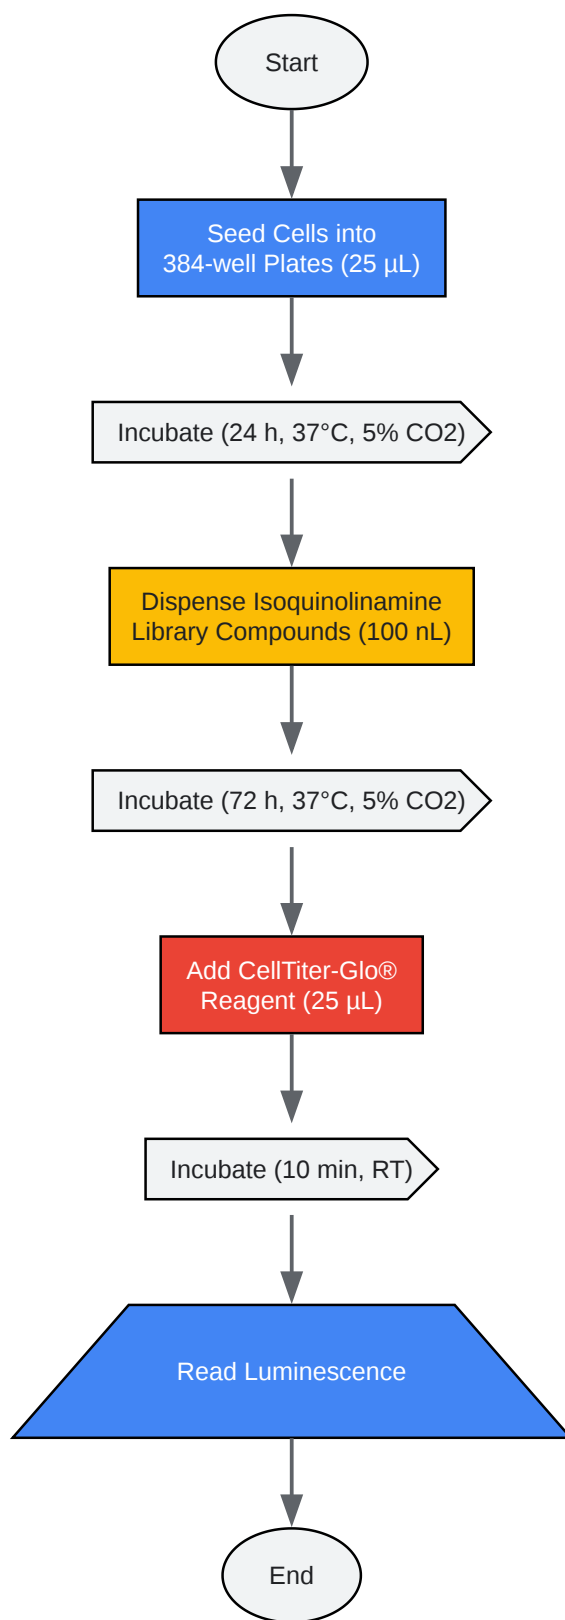 Start
Seed Cells into
384-well Plates (25 µL)
Incubate (24 h, 37°C, 5% CO2)
Dispense Isoquinolinamine
Library Compounds (100 nL)
Incubate (72 h, 37°C, 5% CO2)
Add CellTiter-Glo®
Reagent (25 µL)
Incubate (10 min, RT)
Read Luminescence
End